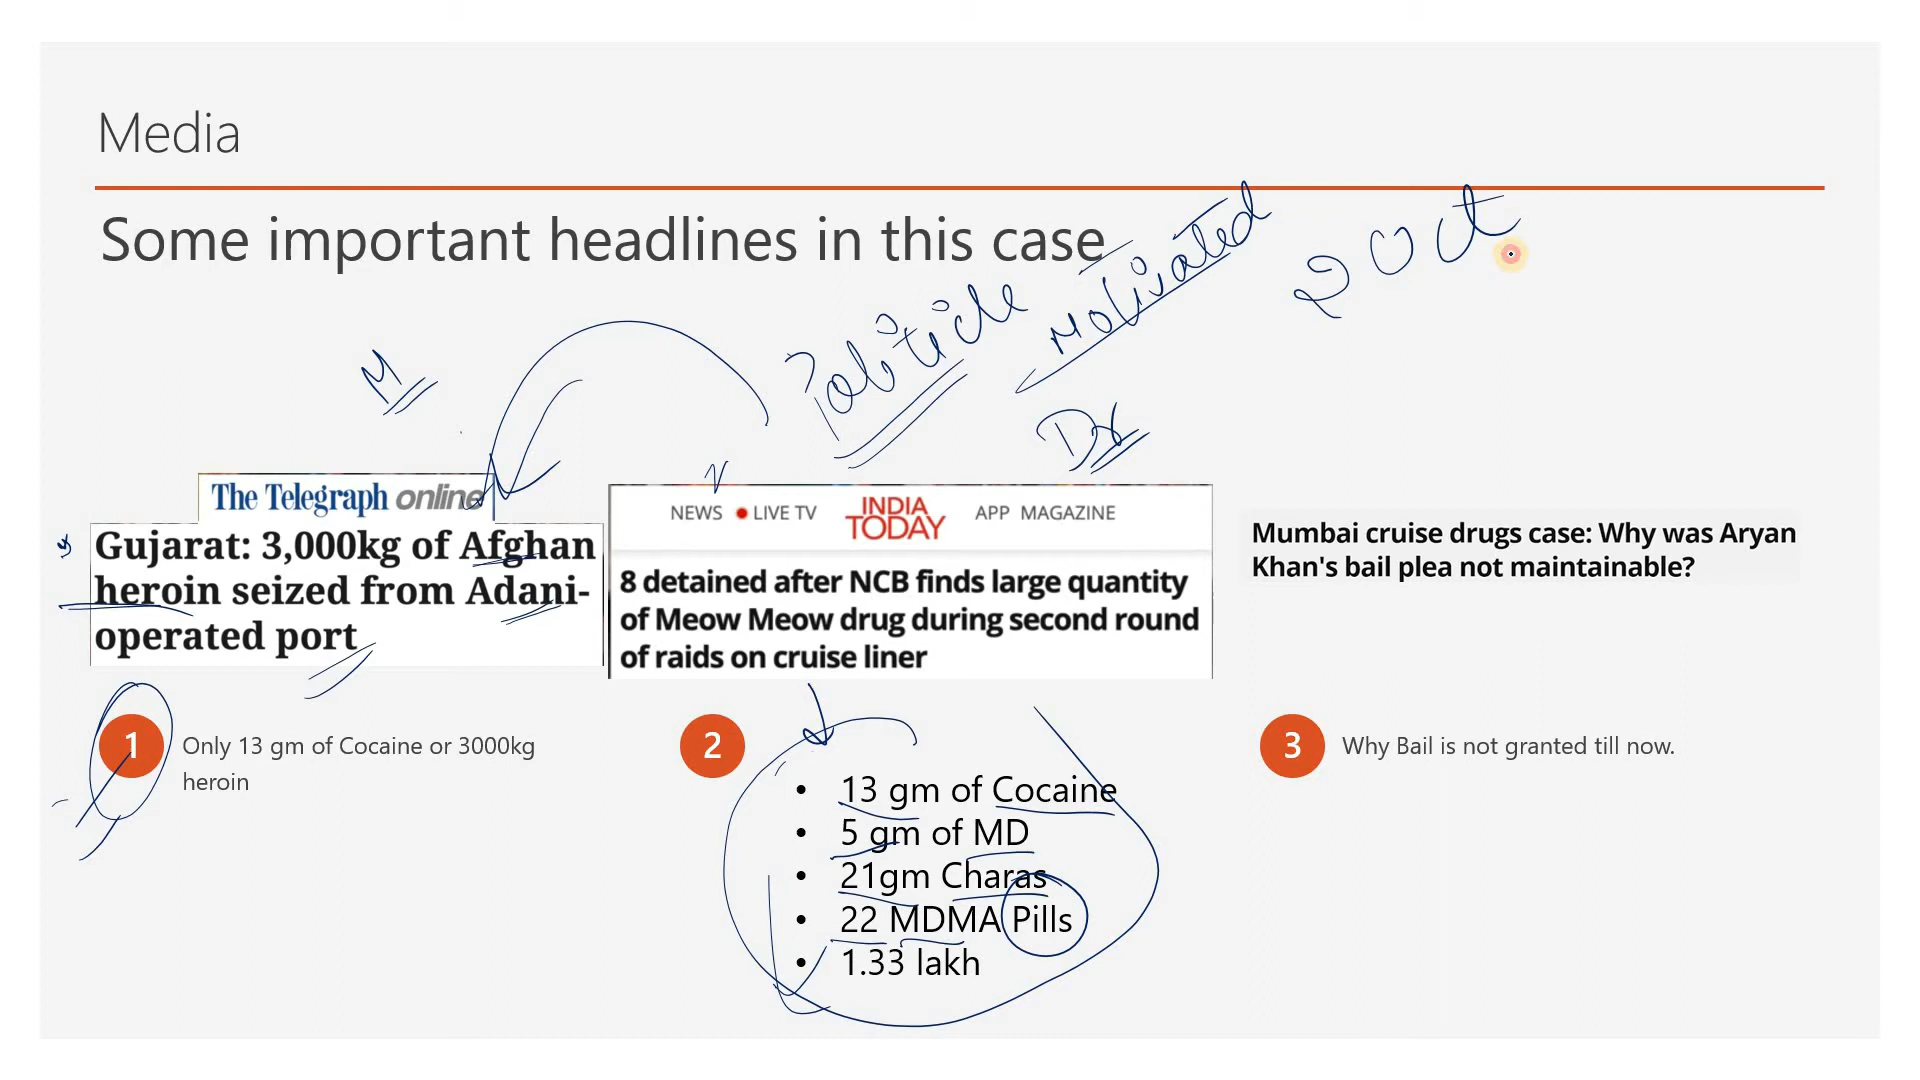 Media
Some important headlines in this case
Motivated
2 Oct
M
Dr
The Telegraph online
Gujarat: 3,000kg of Afghan
heroin seized from Adani-
operated port
NEWS LIVE TV INDIA TODAY APP MAGAZINE
8 detained after NCB finds large quantity
of Meow Meow drug during second round
of raids on cruise liner
Mumbai cruise drugs case: Why was Aryan
Khan's bail plea not maintainable?
1 Only 13 gm of Cocaine or 3000kg
heroin
2
• 13 gm of Cocaine
• 5 gm of MD
• 21gm Charas
• 22 MDMA Pills
• 1.33 lakh
3 Why Bail is not granted till now.